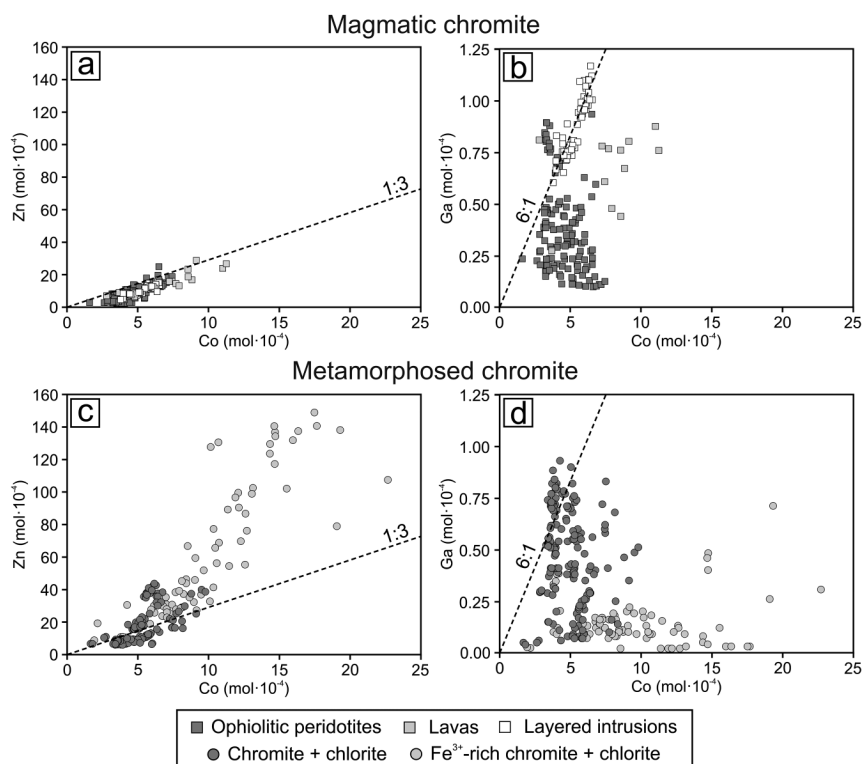 Magmatic chromite
a
160
140
120
100
80
60
40
20
0
Zn (mol·10⁻⁴)
1:3
0 5 10 15 20 25
Co (mol·10⁻⁴)
b
1.25
1.00
0.75
0.50
0.25
0.00
Ga (mol·10⁻⁴)
6:1
0 5 10 15 20 25
Co (mol·10⁻⁴)
Metamorphosed chromite
c
160
140
120
100
80
60
40
20
0
Zn (mol·10⁻⁴)
1:3
0 5 10 15 20 25
Co (mol·10⁻⁴)
d
1.25
1.00
0.75
0.50
0.25
0.00
Ga (mol·10⁻⁴)
6:1
0 5 10 15 20 25
Co (mol·10⁻⁴)
Ophiolitic peridotites Lavas Layered intrusions
Chromite + chlorite Fe³⁺-rich chromite + chlorite